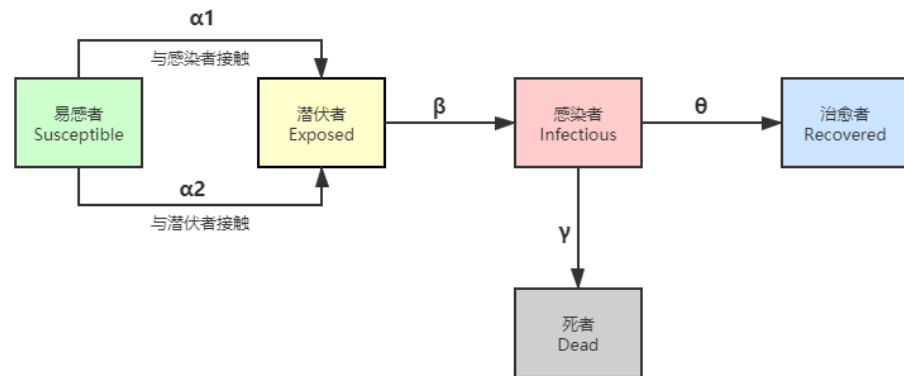 α1
与感染者接触
易感者
Susceptible
潜伏者
Exposed
β
感染者
Infectious
θ
治愈者
Recovered
α2
与潜伏者接触
γ
死者
Dead